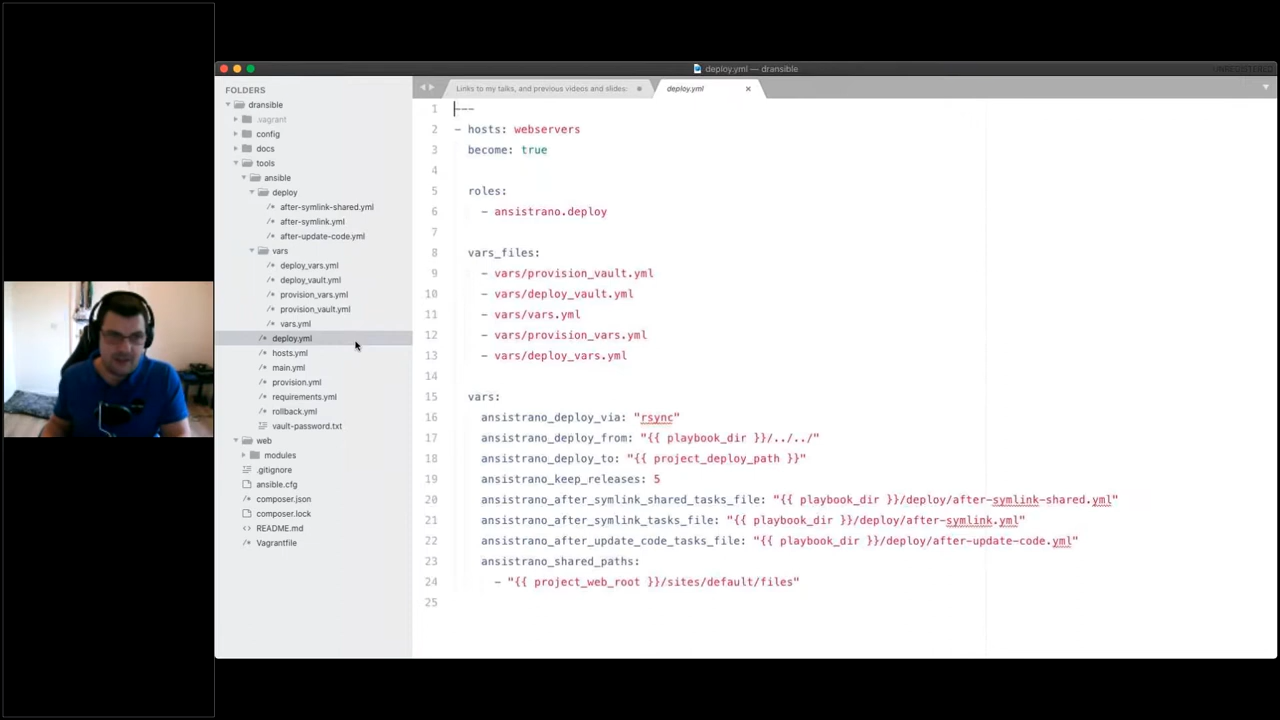 deploy.yml — dransible
UNREGISTERED
FOLDERS
dransible
.vagrant
config
docs
tools
ansible
deploy
after-symlink-shared.yml
after-symlink.yml
after-update-code.yml
vars
deploy_vars.yml
deploy_vault.yml
provision_vars.yml
provision_vault.yml
vars.yml
deploy.yml
hosts.yml
main.yml
provision.yml
requirements.yml
rollback.yml
vault-password.txt
web
modules
.gitignore
ansible.cfg
composer.json
composer.lock
README.md
Vagrantfile
Links to my talks, and previous videos and slides:
deploy.yml
1 ---
2 - hosts: webservers
3 become: true
4
5 roles:
6 - ansistrano.deploy
7
8 vars_files:
9 - vars/provision_vault.yml
10 - vars/deploy_vault.yml
11 - vars/vars.yml
12 - vars/provision_vars.yml
13 - vars/deploy_vars.yml
14
15 vars:
16 ansistrano_deploy_via: "rsync"
17 ansistrano_deploy_from: "{{ playbook_dir }}/../../"
18 ansistrano_deploy_to: "{{ project_deploy_path }}"
19 ansistrano_keep_releases: 5
20 ansistrano_after_symlink_shared_tasks_file: "{{ playbook_dir }}/deploy/after-symlink-shared.yml"
21 ansistrano_after_symlink_tasks_file: "{{ playbook_dir }}/deploy/after-symlink.yml"
22 ansistrano_after_update_code_tasks_file: "{{ playbook_dir }}/deploy/after-update-code.yml"
23 ansistrano_shared_paths:
24 - "{{ project_web_root }}/sites/default/files"
25